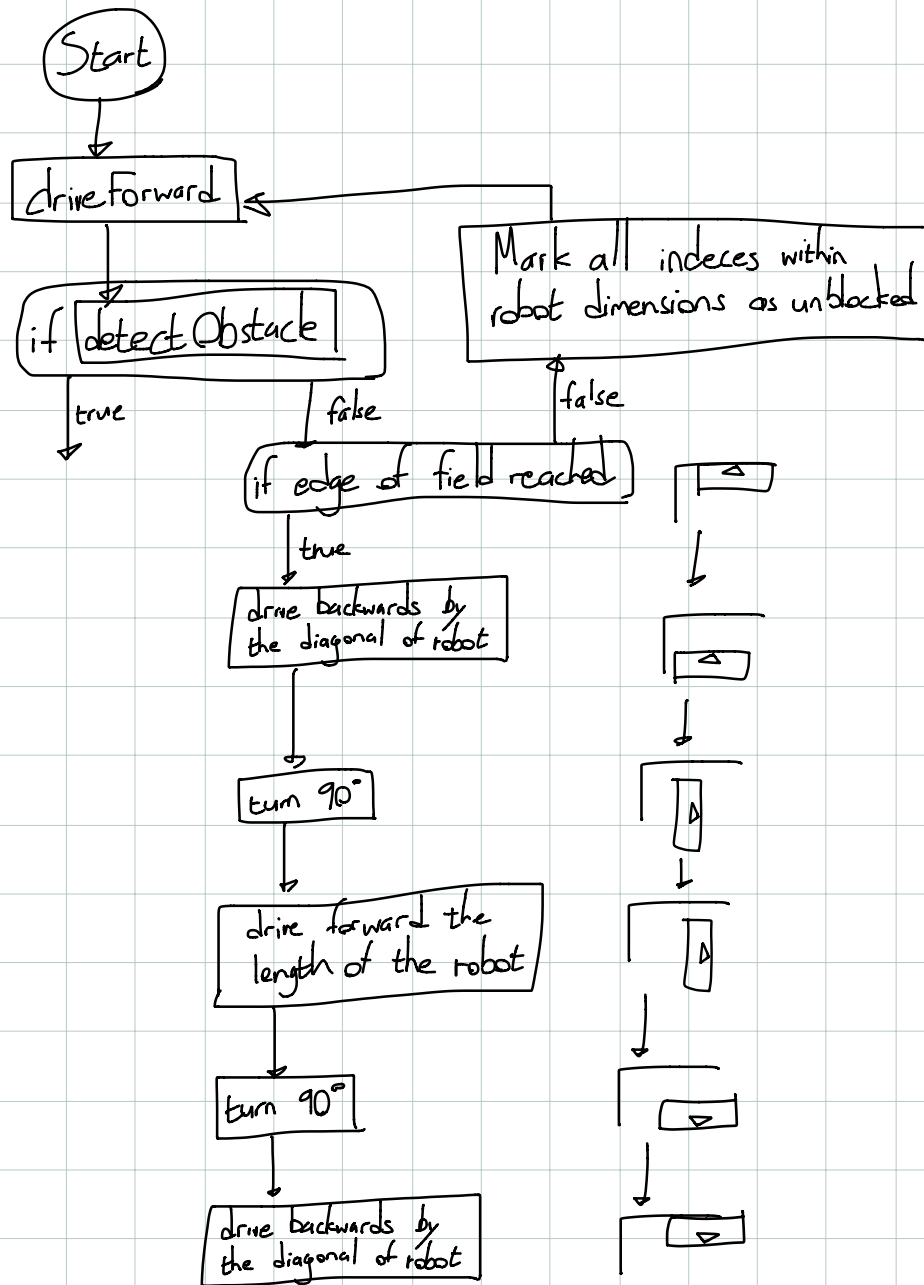 Start
driveForward
if detectObstacle
true
false
Mark all indeces within
robot dimensions as unblocked
false
if edge of field reached
true
drive backwards by
the diagonal of robot
turn 90°
drive forward the
length of the robot
turn 90°
drive backwards by
the diagonal of robot